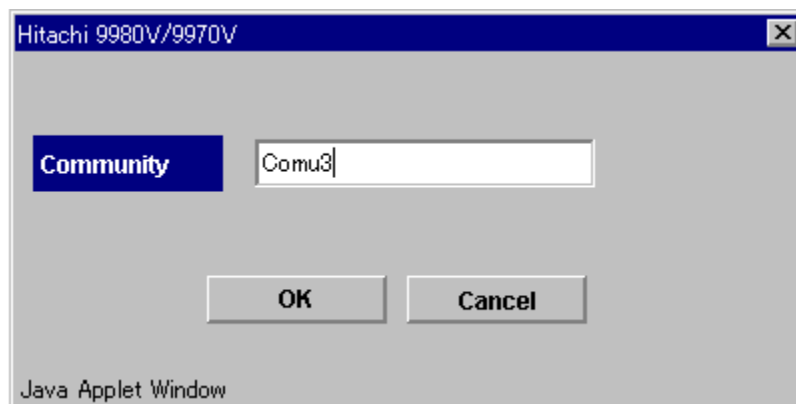 Hitachi 9980V/9970V
Community
Comu3
OK
Cancel
Java Applet Window